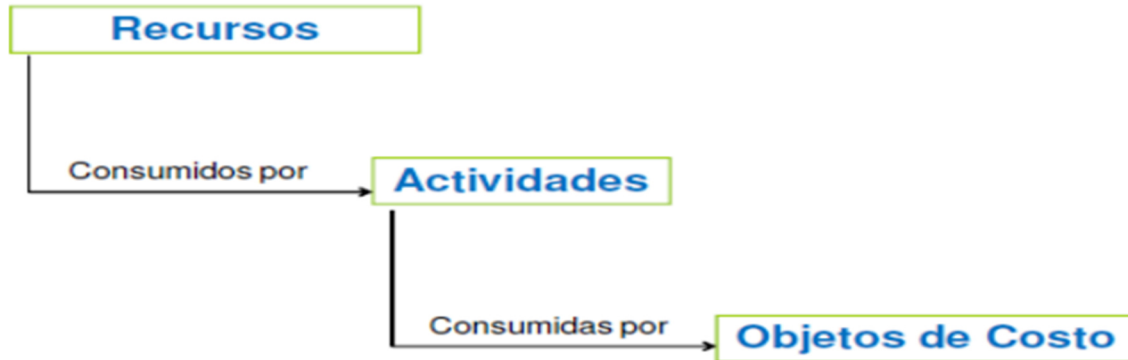 Recursos
Consumidos por
Actividades
Consumidas por
Objetos de Costo